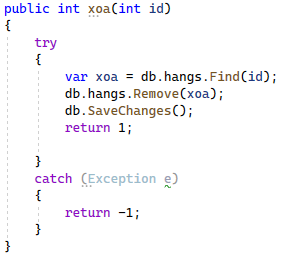 public int xoa(int id)
{
    try
    {
        var xoa = db.hangs.Find(id);
        db.hangs.Remove(xoa);
        db.SaveChanges();
        return 1;

    }
    catch (Exception e)
    {
        return -1;
    }
}